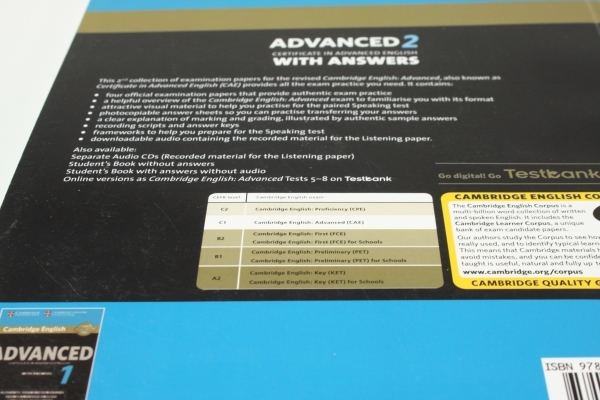 ADVANCED 2
CERTIFICATE IN ADVANCED ENGLISH
WITH ANSWERS
This 2nd collection of examination papers for the revised Cambridge English: Advanced, also known as
Certificate in Advanced English (CAE) provides all the exam practice you need. It contains:
• four official examination papers that provide authentic exam practice
• a helpful overview of the Cambridge English: Advanced exam to familiarise you with its format
• attractive visual material to help you practise for the paired Speaking test
• photocopiable answer sheets so you can practise transferring your answers
• a clear explanation of marking and grading, illustrated by authentic sample answers
• recording scripts and answer keys
• frameworks to help you prepare for the Speaking test
• downloadable audio containing the recorded material for the Listening paper.
Also available:
Separate Audio CDs (Recorded material for the Listening paper)
Student's Book without answers
Student's Book with answers without audio
Online versions as Cambridge English: Advanced Tests 5–8 on Testbank
Go digital! Go Testbank
CEFR level Cambridge English exam
C2 Cambridge English: Proficiency (CPE)
C1 Cambridge English: Advanced (CAE)
B2 Cambridge English: First (FCE)
Cambridge English: First (FCE) for Schools
B1 Cambridge English: Preliminary (PET)
Cambridge English: Preliminary (PET) for Schools
A2 Cambridge English: Key (KET)
Cambridge English: Key (KET) for Schools
CAMBRIDGE ENGLISH CO
The Cambridge English Corpus is a
multi-billion word collection of written
and spoken English. It includes the
Cambridge Learner Corpus, a unique
bank of exam candidate papers.
Our authors study the Corpus to see how
really used, and to identify typical learner
This means that Cambridge materials h
avoid mistakes, and you can be confide
taught is useful, natural and fully up to
www.cambridge.org/corpus
CAMBRIDGE QUALITY G
Cambridge English
ADVANCED
1
ISBN 978